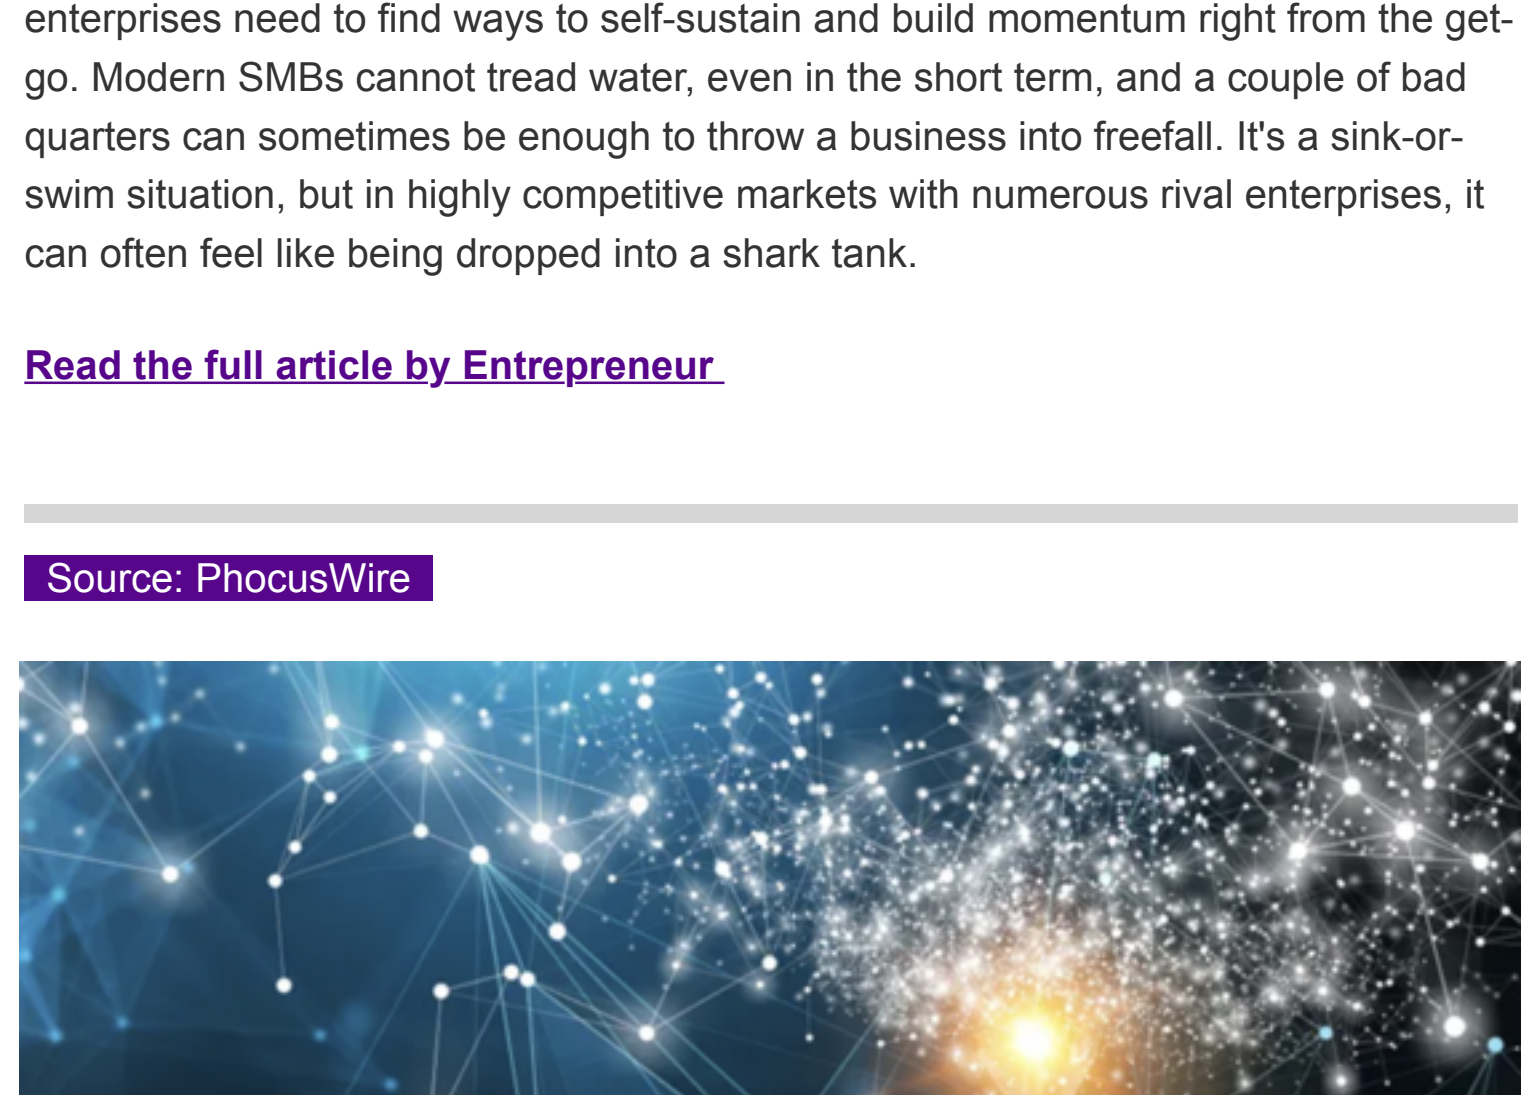 enterprises need to find ways to self-sustain and build momentum right from the get-
go. Modern SMBs cannot tread water, even in the short term, and a couple of bad
quarters can sometimes be enough to throw a business into freefall. It's a sink-or-
swim situation, but in highly competitive markets with numerous rival enterprises, it
can often feel like being dropped into a shark tank.
Read the full article by Entrepreneur
Source: PhocusWire